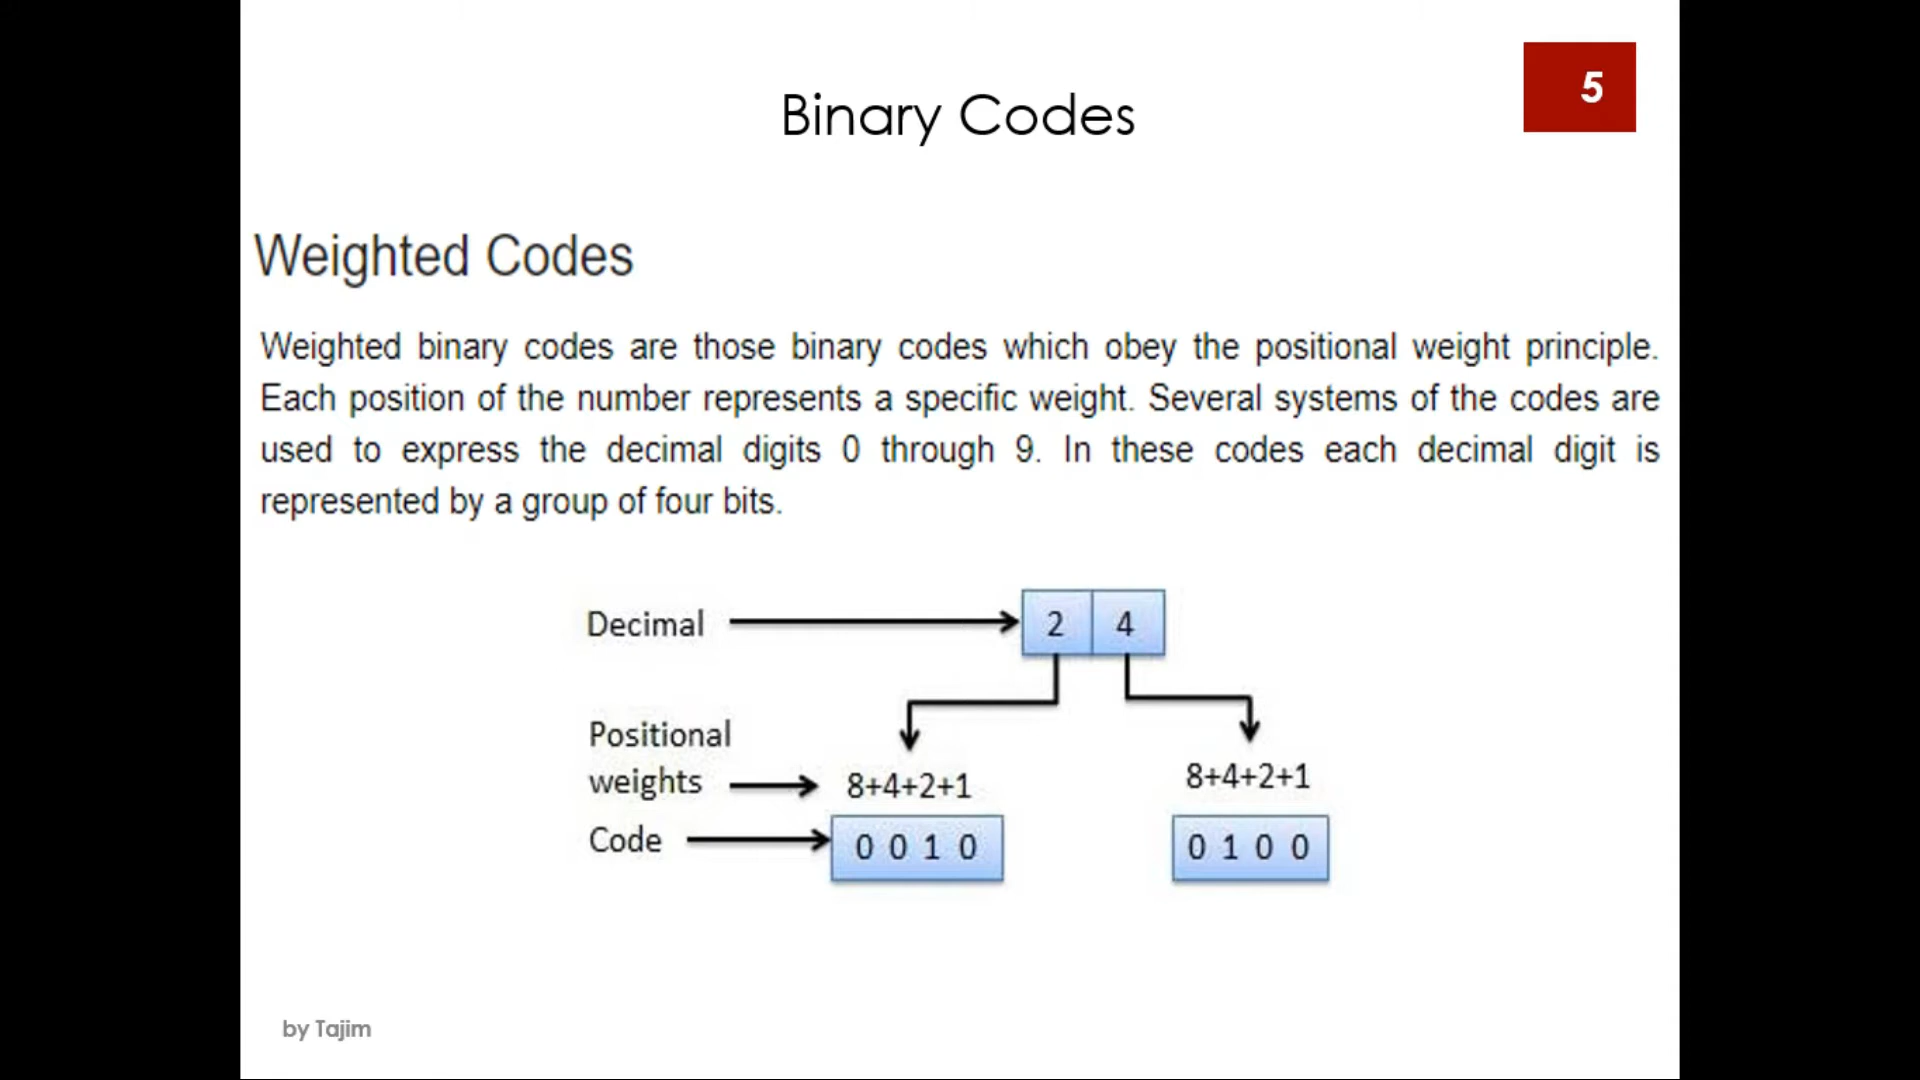 5
Binary Codes
Weighted Codes
Weighted binary codes are those binary codes which obey the positional weight principle.
Each position of the number represents a specific weight. Several systems of the codes are
used to express the decimal digits 0 through 9. In these codes each decimal digit is
represented by a group of four bits.
Decimal 2 4
Positional
weights 8+4+2+1 8+4+2+1
Code 0 0 1 0 0 1 0 0
by Tajim